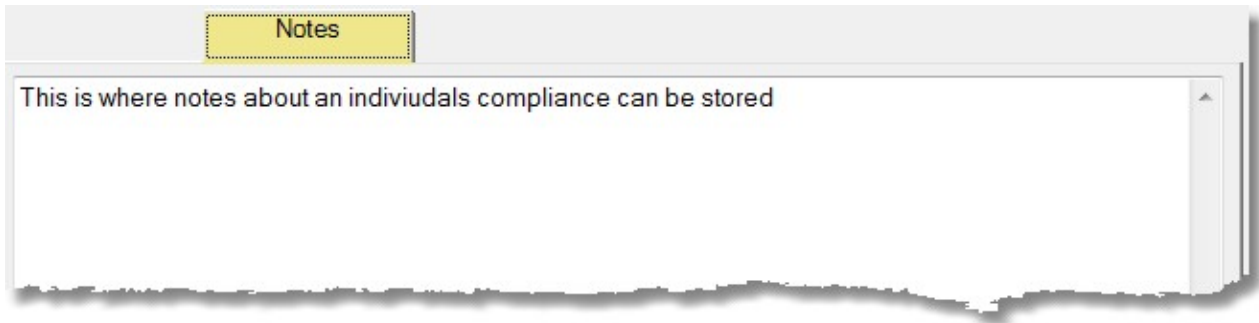 Notes
This is where notes about an indiviudals compliance can be stored